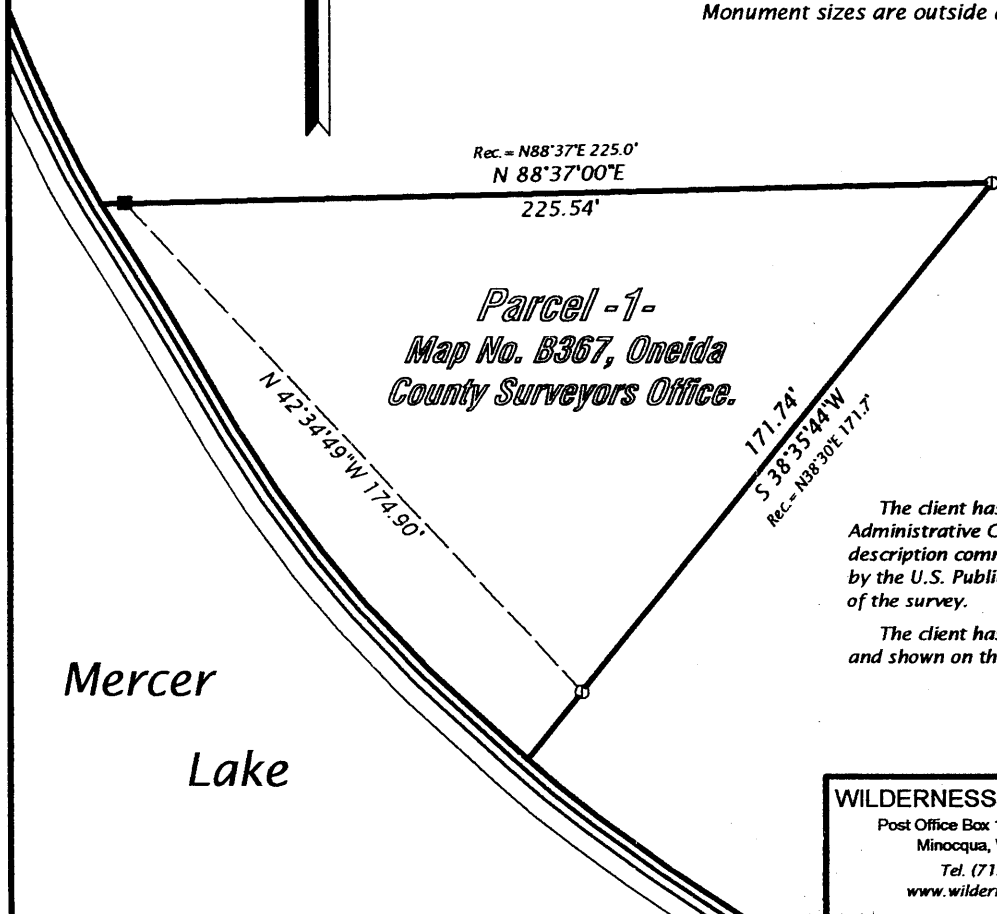 Monument sizes are outside
Rec. = N88°37'E 225.0'
N 88°37'00"E
225.54'
Parcel -1-
Map No. B367, Oneida
County Surveyors Office.
N 42°34'49"W 174.90'
171.74'
S 38°35'44"W
Rec.= N38°30'E 171.7'
The client has
Administrative C
description comm
by the U.S. Publi
of the survey.
The client has
and shown on th
Mercer
Lake
WILDERNESS
Post Office Box
Minocqua,
Tel. (71
www.wilder